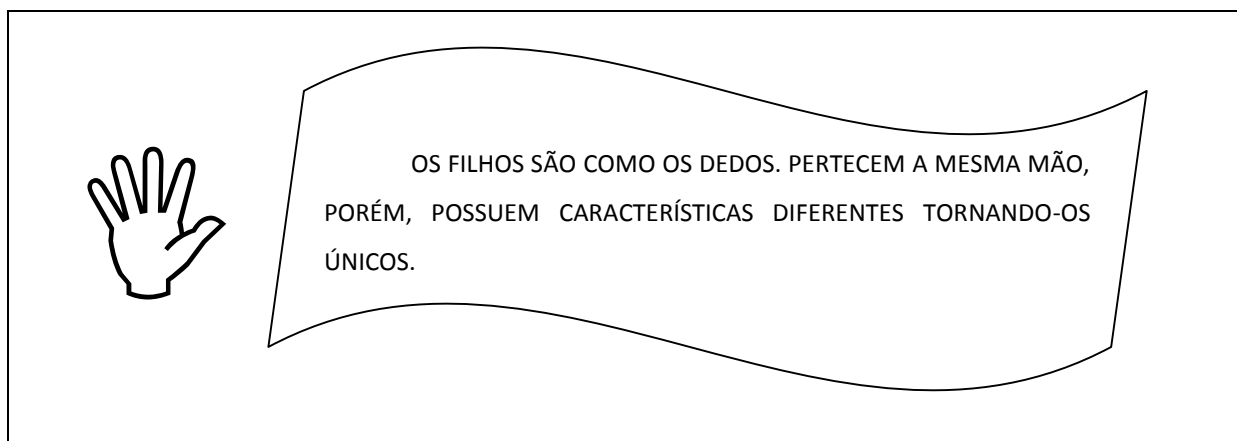 OS FILHOS SÃO COMO OS DEDOS. PERTECEM A MESMA MÃO,
PORÉM, POSSUEM CARACTERÍSTICAS DIFERENTES TORNANDO-OS
ÚNICOS.